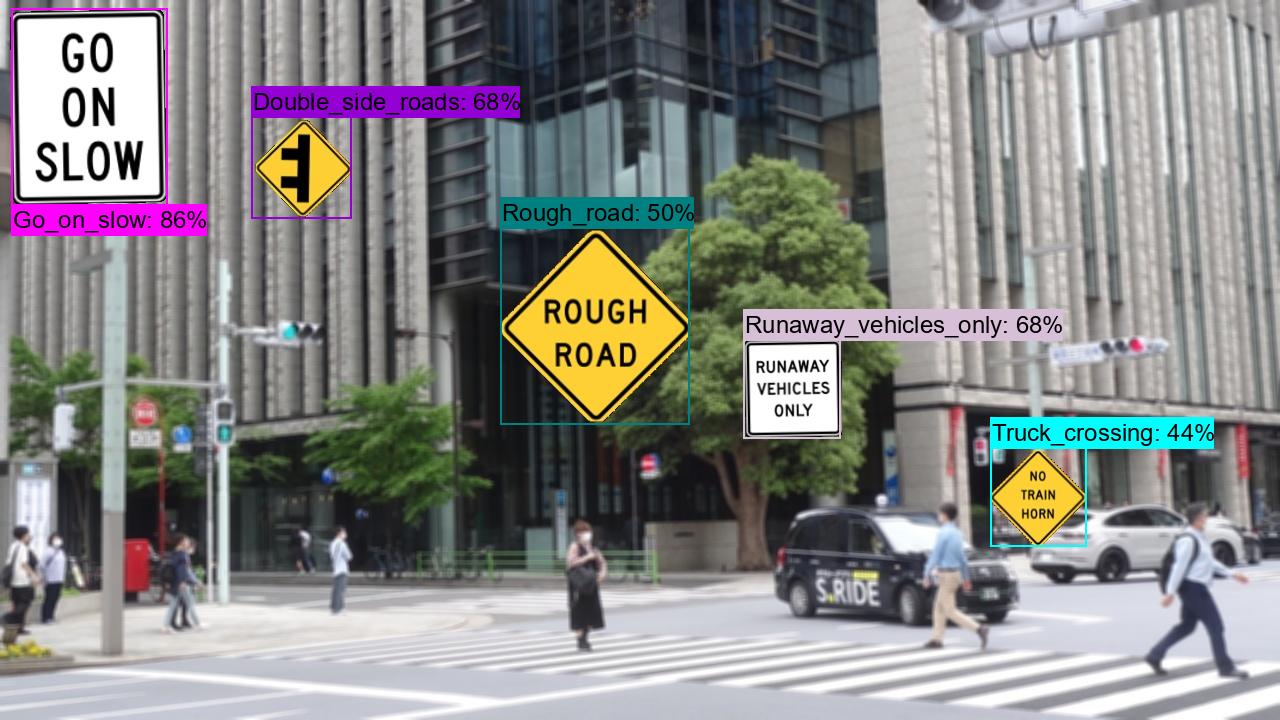 GO
ON
SLOW
Go_on_slow: 86%
Double_side_roads: 68%
Rough_road: 50%
ROUGH
ROAD
Runaway_vehicles_only: 68%
RUNAWAY
VEHICLES
ONLY
Truck_crossing: 44%
NO
TRAIN
HORN
S.RIDE